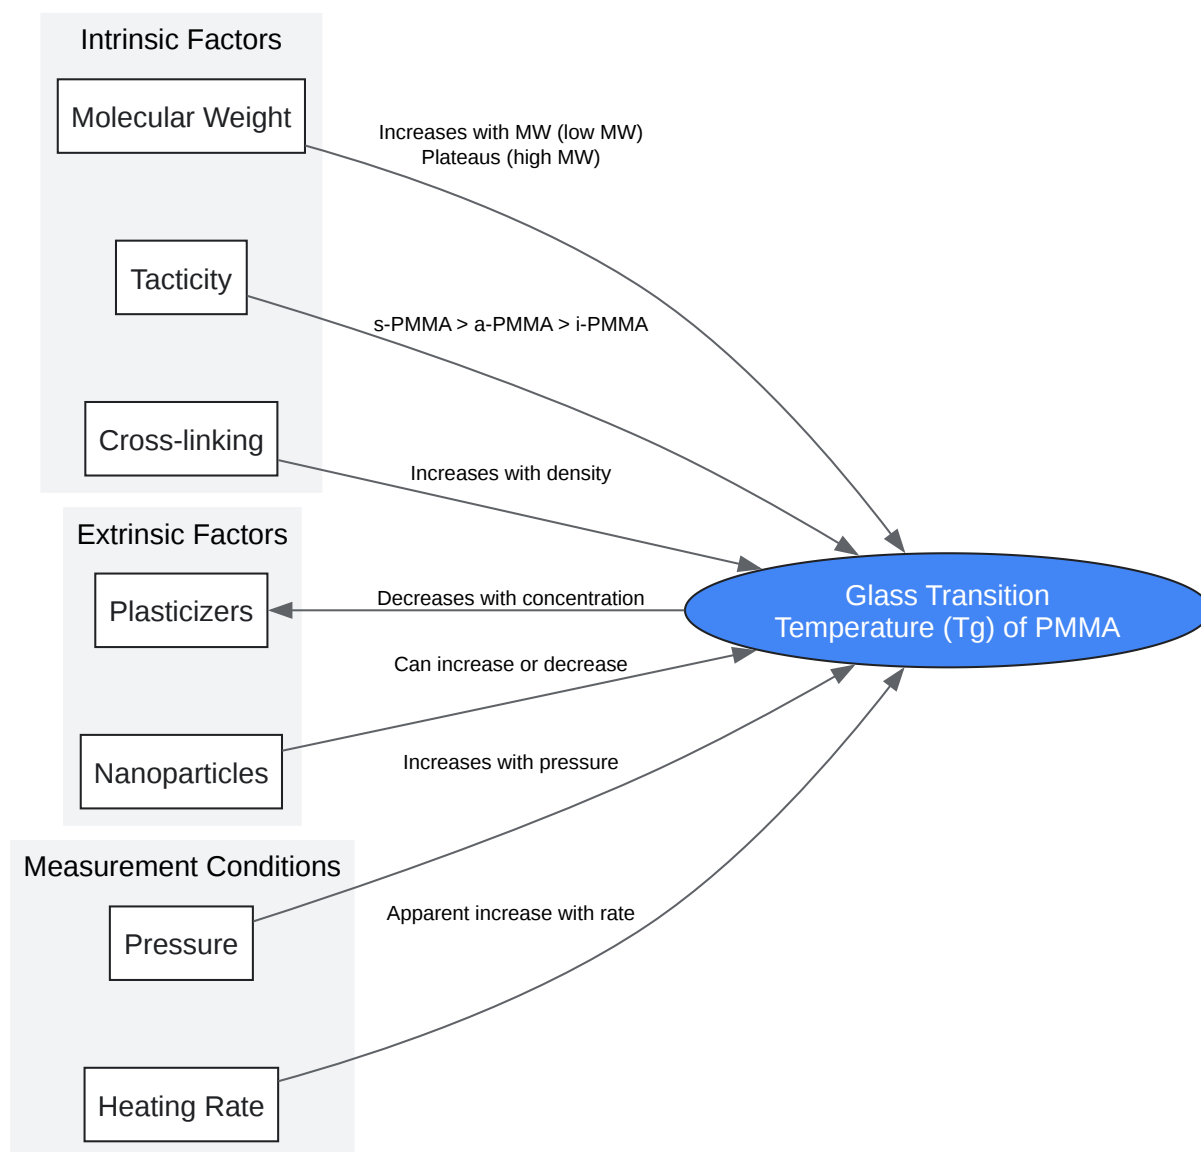 Intrinsic Factors
Molecular Weight
Increases with MW (low MW)
Plateaus (high MW)
Tacticity
s-PMMA > a-PMMA > i-PMMA
Cross-linking
Increases with density
Extrinsic Factors
Plasticizers
Decreases with concentration
Glass Transition
Temperature (Tg) of PMMA
Can increase or decrease
Nanoparticles
Increases with pressure
Measurement Conditions
Pressure
Apparent increase with rate
Heating Rate